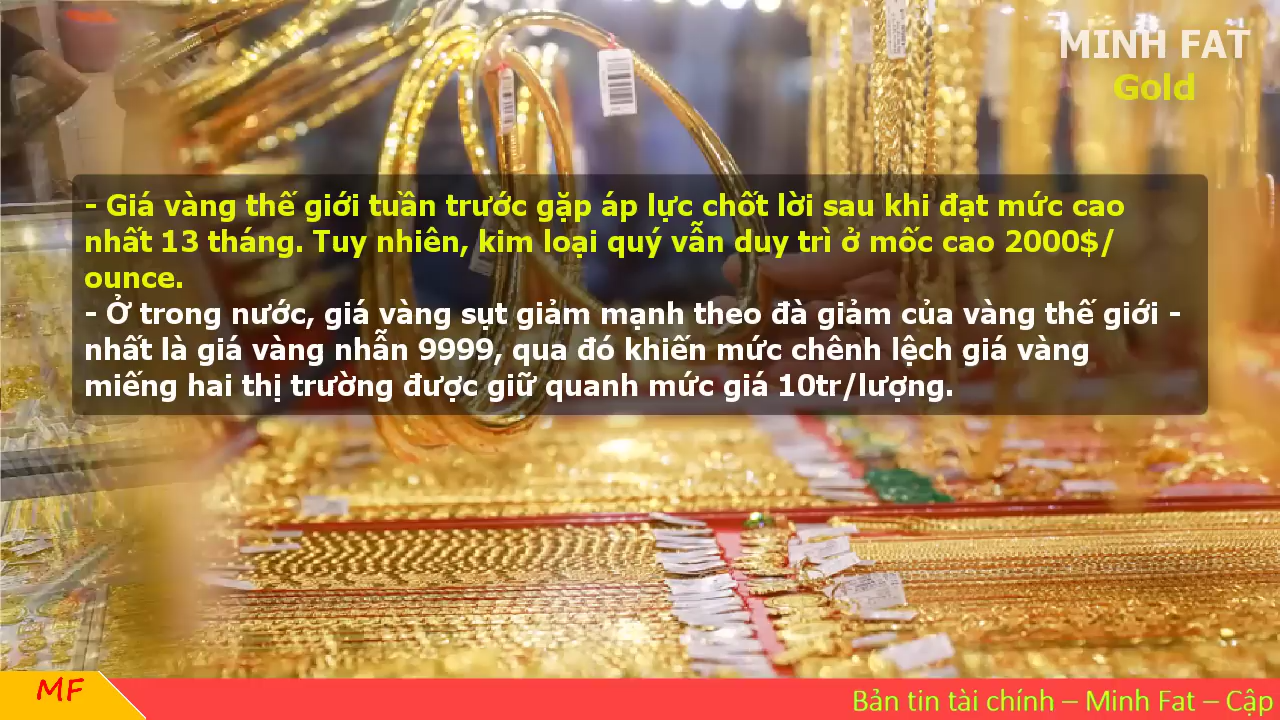 MINH FAT
Gold
- Giá vàng thế giới tuần trước gặp áp lực chốt lời sau khi đạt mức cao
nhất 13 tháng. Tuy nhiên, kim loại quý vẫn duy trì ở mốc cao 2000$/
ounce.
- Ở trong nước, giá vàng sụt giảm mạnh theo đà giảm của vàng thế giới -
nhất là giá vàng nhẫn 9999, qua đó khiến mức chênh lệch giá vàng
miếng hai thị trường được giữ quanh mức giá 10tr/lượng.
MF
Bản tin tài chính – Minh Fat – Cập